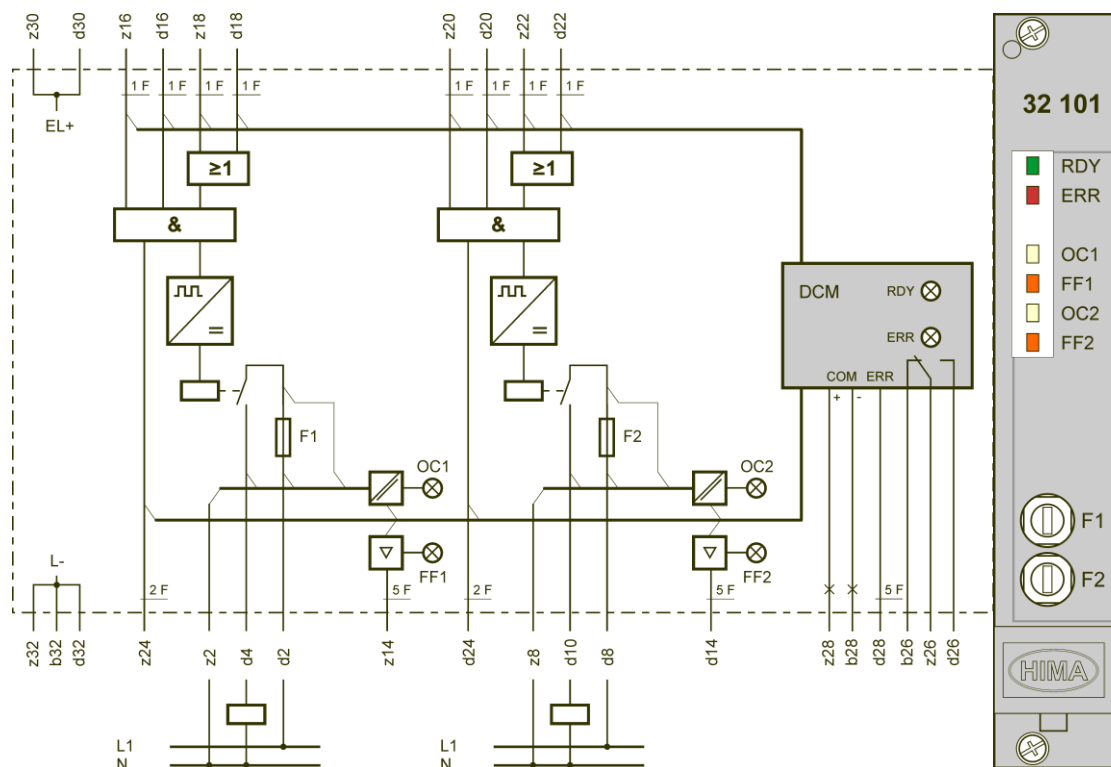 z30 d30 z16 d16 z18 d18 z20 d20 z22 d22
1 F 1 F 1 F 1 F 1 F 1 F 1 F 1 F
EL+
32 101
≥1 ≥1
RDY
ERR
& &
OC1
FF1
OC2
FF2
DCM RDY
ERR
COM ERR
+ -
F1 F2
OC1 OC2
F1
L-
FF1 FF2
F2
2 F 5 F 2 F 5 F 5 F
z32 b32 d32 z24 z2 d4 d2 z14 d24 z8 d10 d8 d14 z28 b28 d28 b26 z26 d26
HIMA
L1 L1
N N